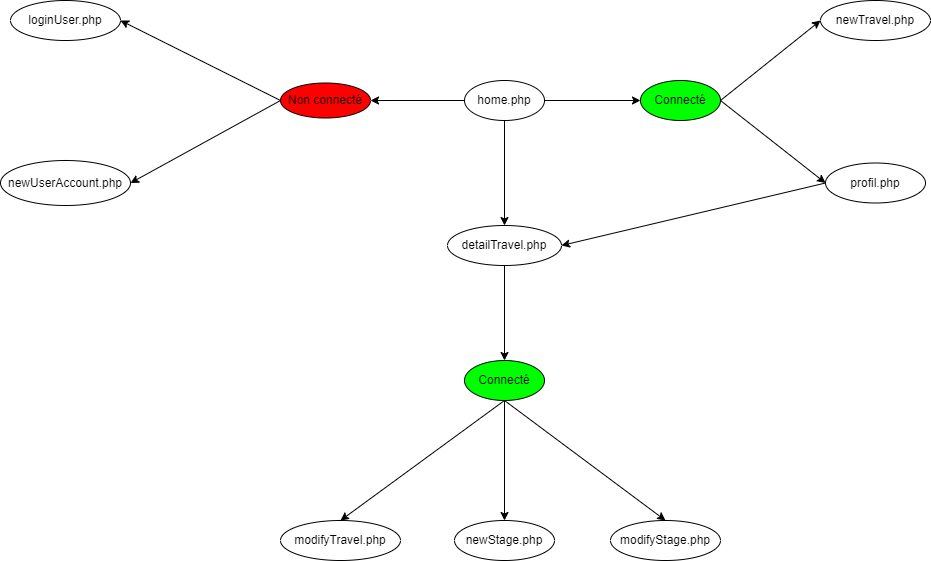 loginUser.php
newTravel.php
Non connecté
home.php
Connecté
newUserAccount.php
profil.php
detailTravel.php
Connecté
modifyTravel.php
newStage.php
modifyStage.php